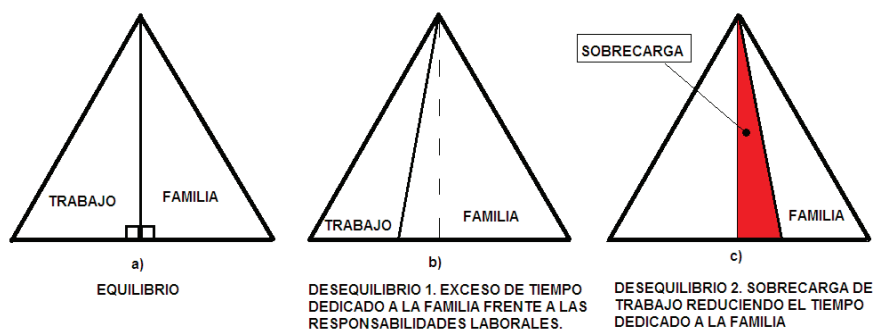 TRABAJO
FAMILIA
a)
EQUILIBRIO
TRABAJO
FAMILIA
b)
DESEQUILIBRIO 1. EXCESO DE TIEMPO
DEDICADO A LA FAMILIA FRENTE A LAS
RESPONSABILIDADES LABORALES.
SOBRECARGA
FAMILIA
c)
DESEQUILIBRIO 2. SOBRECARGA DE
TRABAJO REDUCIENDO EL TIEMPO
DEDICADO A LA FAMILIA